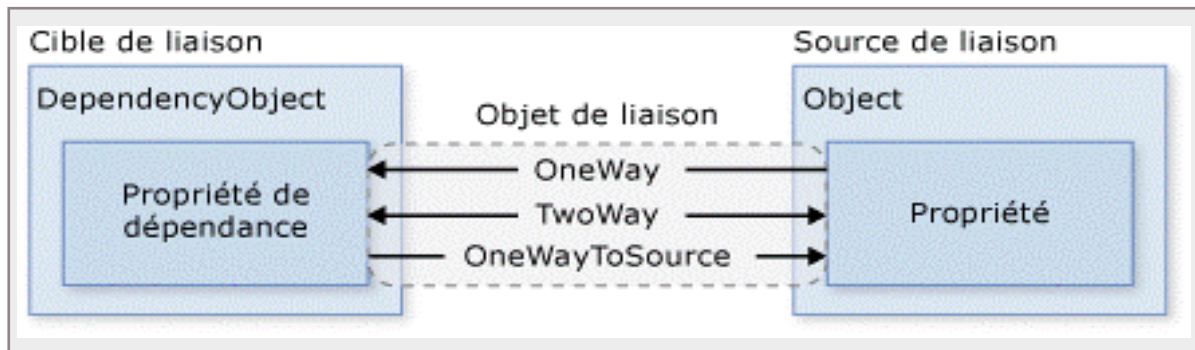 Cible de liaison
Source de liaison
DependencyObject
Object
Objet de liaison
OneWay
Propriété de
dépendance
TwoWay
Propriété
OneWayToSource